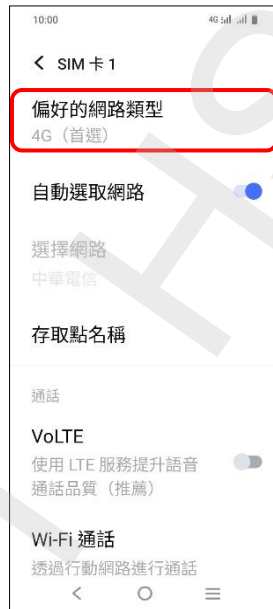 10:00
4G
SIM 卡 1
偏好的網路類型
4G（首選）
自動選取網路
選擇網路
中華電信
存取點名稱
通話
VoLTE
使用 LTE 服務提升語音
通話品質（推薦）
Wi-Fi 通話
透過行動網路進行通話